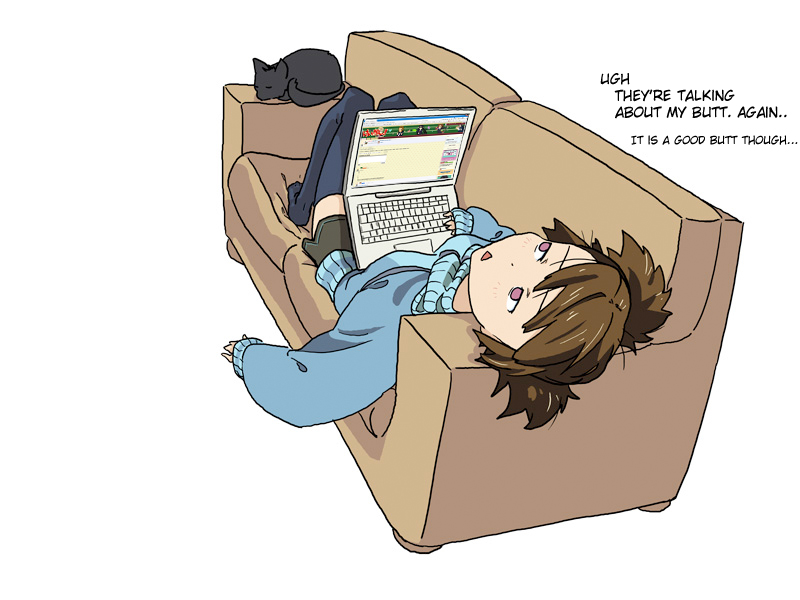 UGH
THEY'RE TALKING
ABOUT MY BUTT. AGAIN..
IT IS A GOOD BUTT THOUGH...